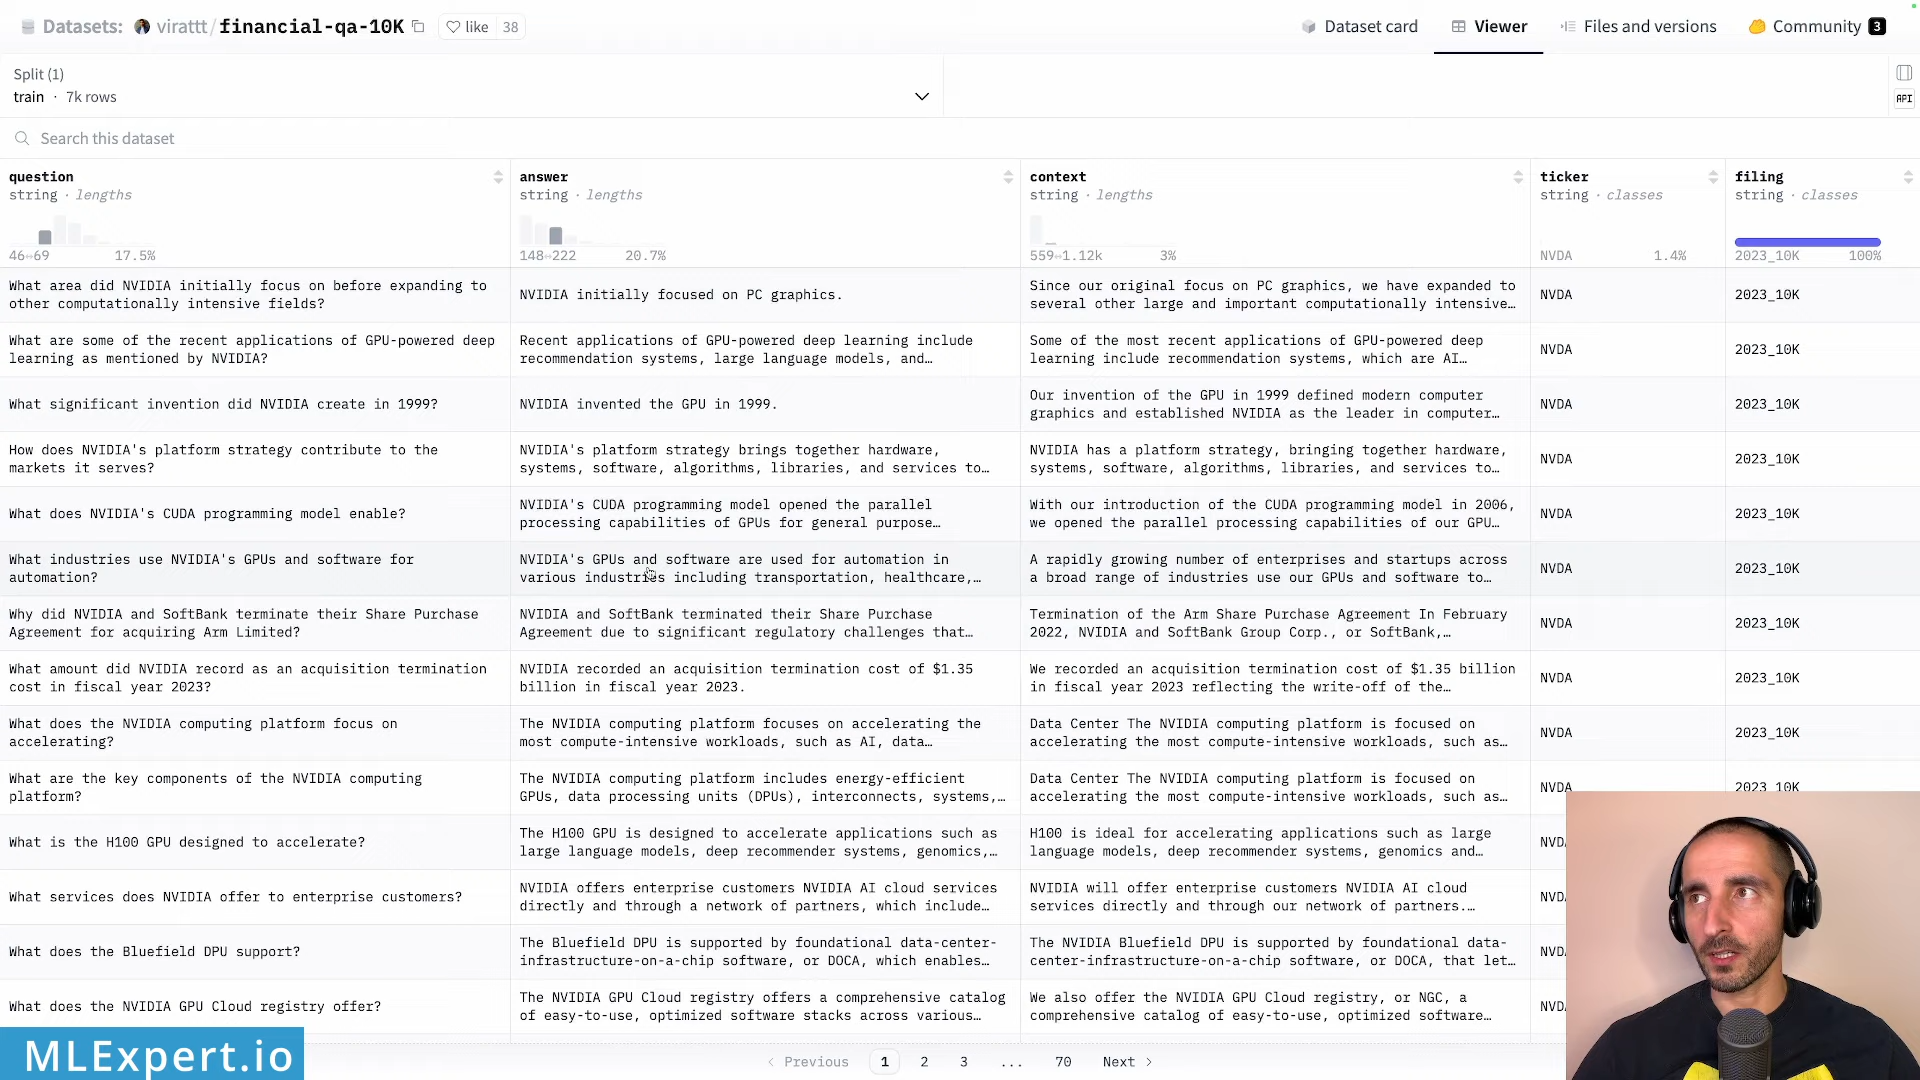 Datasets: virattt/financial-qa-10K like 38
Dataset card Viewer Files and versions Community 3
Split (1)
train · 7k rows
API
Search this dataset
question answer context ticker filing
string · lengths string · lengths string · lengths string · classes string · classes
46↔69 17.5% 148↔222 20.7% 559↔1.12k 3% NVDA 1.4% 2023_10K 100%
What area did NVIDIA initially focus on before expanding to
other computationally intensive fields?
NVIDIA initially focused on PC graphics.
Since our original focus on PC graphics, we have expanded to
several other large and important computationally intensive…
NVDA
2023_10K
What are some of the recent applications of GPU-powered deep
learning as mentioned by NVIDIA?
Recent applications of GPU-powered deep learning include
recommendation systems, large language models, and…
Some of the most recent applications of GPU-powered deep
learning include recommendation systems, which are AI…
NVDA
2023_10K
What significant invention did NVIDIA create in 1999?
NVIDIA invented the GPU in 1999.
Our invention of the GPU in 1999 defined modern computer
graphics and established NVIDIA as the leader in computer…
NVDA
2023_10K
How does NVIDIA's platform strategy contribute to the
markets it serves?
NVIDIA's platform strategy brings together hardware,
systems, software, algorithms, libraries, and services to…
NVIDIA has a platform strategy, bringing together hardware,
systems, software, algorithms, libraries, and services to…
NVDA
2023_10K
What does NVIDIA's CUDA programming model enable?
NVIDIA's CUDA programming model opened the parallel
processing capabilities of GPUs for general purpose…
With our introduction of the CUDA programming model in 2006,
we opened the parallel processing capabilities of our GPU…
NVDA
2023_10K
What industries use NVIDIA's GPUs and software for
automation?
NVIDIA's GPUs and software are used for automation in
various industries including transportation, healthcare,…
A rapidly growing number of enterprises and startups across
a broad range of industries use our GPUs and software to…
NVDA
2023_10K
Why did NVIDIA and SoftBank terminate their Share Purchase
Agreement for acquiring Arm Limited?
NVIDIA and SoftBank terminated their Share Purchase
Agreement due to significant regulatory challenges that…
Termination of the Arm Share Purchase Agreement In February
2022, NVIDIA and SoftBank Group Corp., or SoftBank,…
NVDA
2023_10K
What amount did NVIDIA record as an acquisition termination
cost in fiscal year 2023?
NVIDIA recorded an acquisition termination cost of $1.35
billion in fiscal year 2023.
We recorded an acquisition termination cost of $1.35 billion
in fiscal year 2023 reflecting the write-off of the…
NVDA
2023_10K
What does the NVIDIA computing platform focus on
accelerating?
The NVIDIA computing platform focuses on accelerating the
most compute-intensive workloads, such as AI, data…
Data Center The NVIDIA computing platform is focused on
accelerating the most compute-intensive workloads, such as…
NVDA
2023_10K
What are the key components of the NVIDIA computing
platform?
The NVIDIA computing platform includes energy-efficient
GPUs, data processing units (DPUs), interconnects, systems,…
Data Center The NVIDIA computing platform is focused on
accelerating the most compute-intensive workloads, such as…
NVDA
2023_10K
What is the H100 GPU designed to accelerate?
The H100 GPU is designed to accelerate applications such as
large language models, deep recommender systems, genomics,…
H100 is ideal for accelerating applications such as large
language models, deep recommender systems, genomics and…
NVD
What services does NVIDIA offer to enterprise customers?
NVIDIA offers enterprise customers NVIDIA AI cloud services
directly and through a network of partners, which include…
NVIDIA will offer enterprise customers NVIDIA AI cloud
services directly and through our network of partners.…
NVD
What does the Bluefield DPU support?
The Bluefield DPU is supported by foundational data-center-
infrastructure-on-a-chip software, or DOCA, which enables…
The NVIDIA Bluefield DPU is supported by foundational data-
center-infrastructure-on-a-chip software, or DOCA, that let…
NVD
What does the NVIDIA GPU Cloud registry offer?
The NVIDIA GPU Cloud registry offers a comprehensive catalog
of easy-to-use, optimized software stacks across various…
We also offer the NVIDIA GPU Cloud registry, or NGC, a
comprehensive catalog of easy-to-use, optimized software…
NVD
MLExpert.io
Previous 1 2 3 ... 70 Next